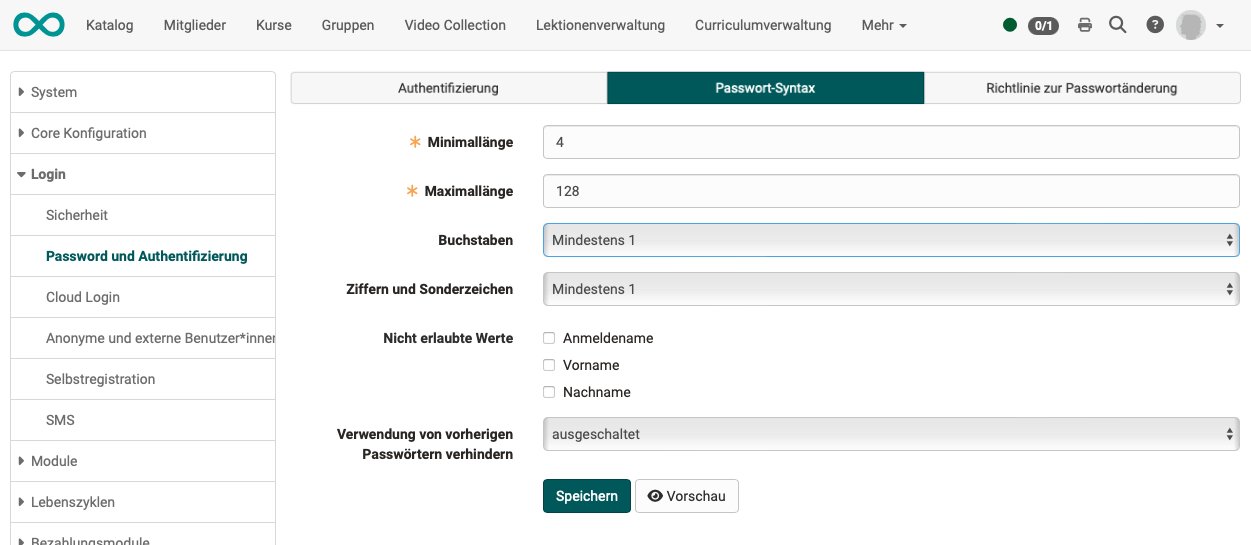 Katalog Mitglieder Kurse Gruppen Video Collection Lektionenverwaltung Curriculumverwaltung Mehr 0/1 ?
System
Core Konfiguration
Login
Sicherheit
Password und Authentifizierung
Cloud Login
Anonyme und externe Benutzer*inner
Selbstregistration
SMS
Module
Lebenszyklen
Bezahlungsmodule
Authentifizierung Passwort-Syntax Richtlinie zur Passwortänderung
Minimallänge 4
Maximallänge 128
Buchstaben Mindestens 1
Ziffern und Sonderzeichen Mindestens 1
Nicht erlaubte Werte Anmeldename
Vorname
Nachname
Verwendung von vorherigen ausgeschaltet
Passwörtern verhindern
Speichern Vorschau